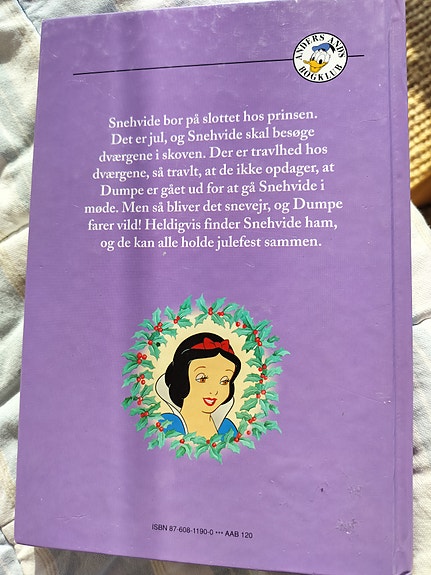 ANDERS ANDS
BOGKLUB
Snehvide bor på slottet hos prinsen.
Det er jul, og Snehvide skal besøge
dværgene i skoven. Der er travlhed hos
dværgene, så travlt, at de ikke opdager, at
Dumpe er gået ud for at gå Snehvide i
møde. Men så bliver det snevejr, og Dumpe
farer vild! Heldigvis finder Snehvide ham,
og de kan alle holde julefest sammen.
ISBN 87-608-1190-0 ••• AAB 120